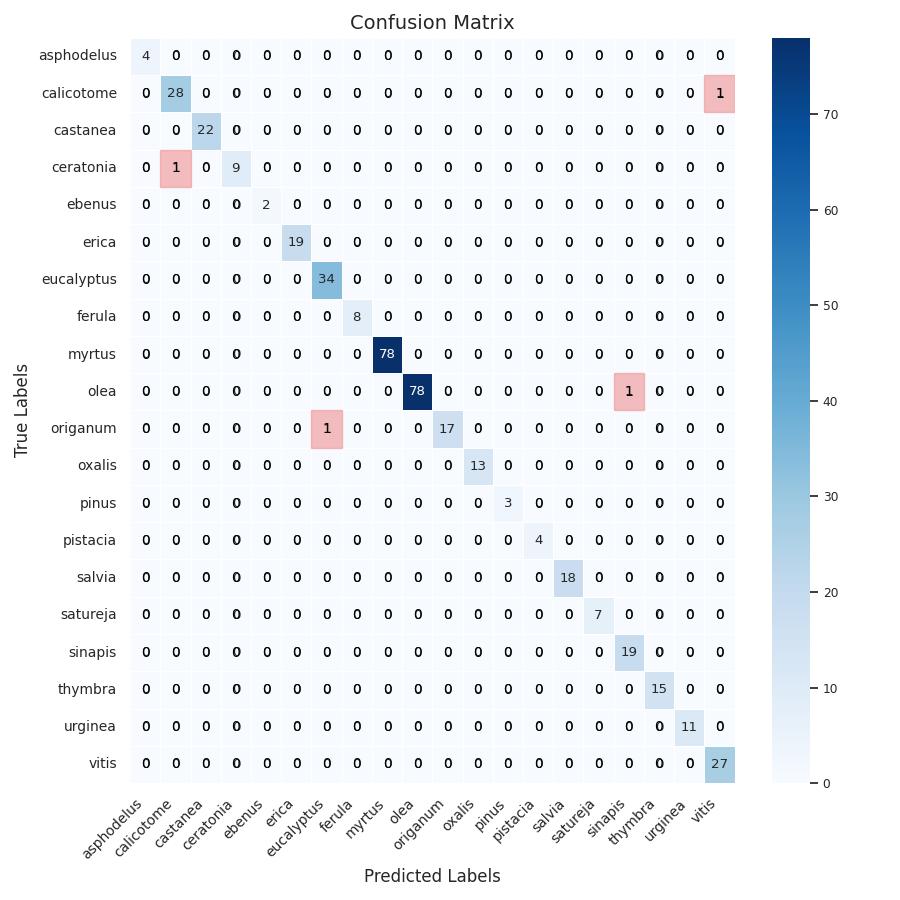 Confusion Matrix
asphodelus 4 0 0 0 0 0 0 0 0 0 0 0 0 0 0 0 0 0 0 0
calicotome 0 28 0 0 0 0 0 0 0 0 0 0 0 0 0 0 0 0 0 1
castanea 0 0 22 0 0 0 0 0 0 0 0 0 0 0 0 0 0 0 0 0
ceratonia 0 1 0 9 0 0 0 0 0 0 0 0 0 0 0 0 0 0 0 0
ebenus 0 0 0 0 2 0 0 0 0 0 0 0 0 0 0 0 0 0 0 0
erica 0 0 0 0 0 19 0 0 0 0 0 0 0 0 0 0 0 0 0 0
eucalyptus 0 0 0 0 0 0 34 0 0 0 0 0 0 0 0 0 0 0 0 0
ferula 0 0 0 0 0 0 0 8 0 0 0 0 0 0 0 0 0 0 0 0
myrtus 0 0 0 0 0 0 0 0 78 0 0 0 0 0 0 0 0 0 0 0
olea 0 0 0 0 0 0 0 0 0 78 0 0 0 0 0 0 1 0 0 0
origanum 0 0 0 0 0 0 1 0 0 0 17 0 0 0 0 0 0 0 0 0
oxalis 0 0 0 0 0 0 0 0 0 0 0 13 0 0 0 0 0 0 0 0
pinus 0 0 0 0 0 0 0 0 0 0 0 0 3 0 0 0 0 0 0 0
pistacia 0 0 0 0 0 0 0 0 0 0 0 0 0 4 0 0 0 0 0 0
salvia 0 0 0 0 0 0 0 0 0 0 0 0 0 0 18 0 0 0 0 0
satureja 0 0 0 0 0 0 0 0 0 0 0 0 0 0 0 7 0 0 0 0
sinapis 0 0 0 0 0 0 0 0 0 0 0 0 0 0 0 0 19 0 0 0
thymbra 0 0 0 0 0 0 0 0 0 0 0 0 0 0 0 0 0 15 0 0
urginea 0 0 0 0 0 0 0 0 0 0 0 0 0 0 0 0 0 0 11 0
vitis 0 0 0 0 0 0 0 0 0 0 0 0 0 0 0 0 0 0 0 27
True Labels
asphodelus calicotome castanea ceratonia ebenus erica eucalyptus ferula myrtus olea origanum oxalis pinus pistacia salvia satureja sinapis thymbra urginea vitis
Predicted Labels
70
60
50
40
30
20
10
0